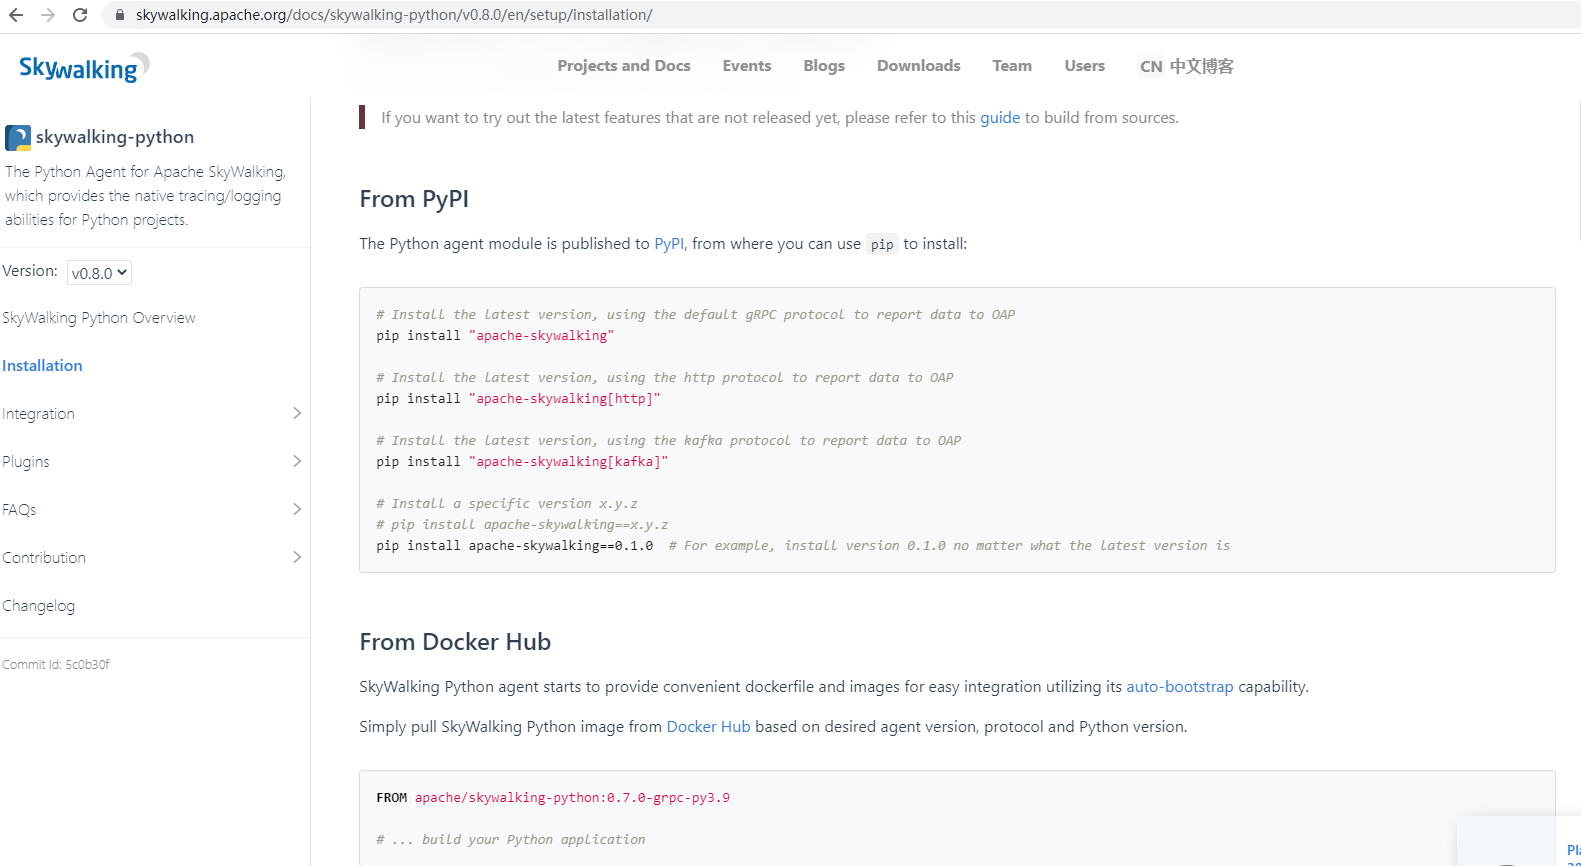 skywalking.apache.org/docs/skywalking-python/v0.8.0/en/setup/installation/
Skywalking
Projects and Docs Events Blogs Downloads Team Users CN 中文博客
skywalking-python
The Python Agent for Apache SkyWalking,
which provides the native tracing/logging
abilities for Python projects.
Version: v0.8.0
SkyWalking Python Overview
Installation
Integration
Plugins
FAQs
Contribution
Changelog
Commit Id: 5c0b30f
If you want to try out the latest features that are not released yet, please refer to this guide to build from sources.
From PyPI
The Python agent module is published to PyPI, from where you can use pip to install:
# Install the latest version, using the default gRPC protocol to report data to OAP
pip install "apache-skywalking"
# Install the latest version, using the http protocol to report data to OAP
pip install "apache-skywalking[http]"
# Install the latest version, using the kafka protocol to report data to OAP
pip install "apache-skywalking[kafka]"
# Install a specific version x.y.z
# pip install apache-skywalking==x.y.z
pip install apache-skywalking==0.1.0 # For example, install version 0.1.0 no matter what the latest version is
From Docker Hub
SkyWalking Python agent starts to provide convenient dockerfile and images for easy integration utilizing its auto-bootstrap capability.
Simply pull SkyWalking Python image from Docker Hub based on desired agent version, protocol and Python version.
FROM apache/skywalking-python:0.7.0-grpc-py3.9
# ... build your Python application